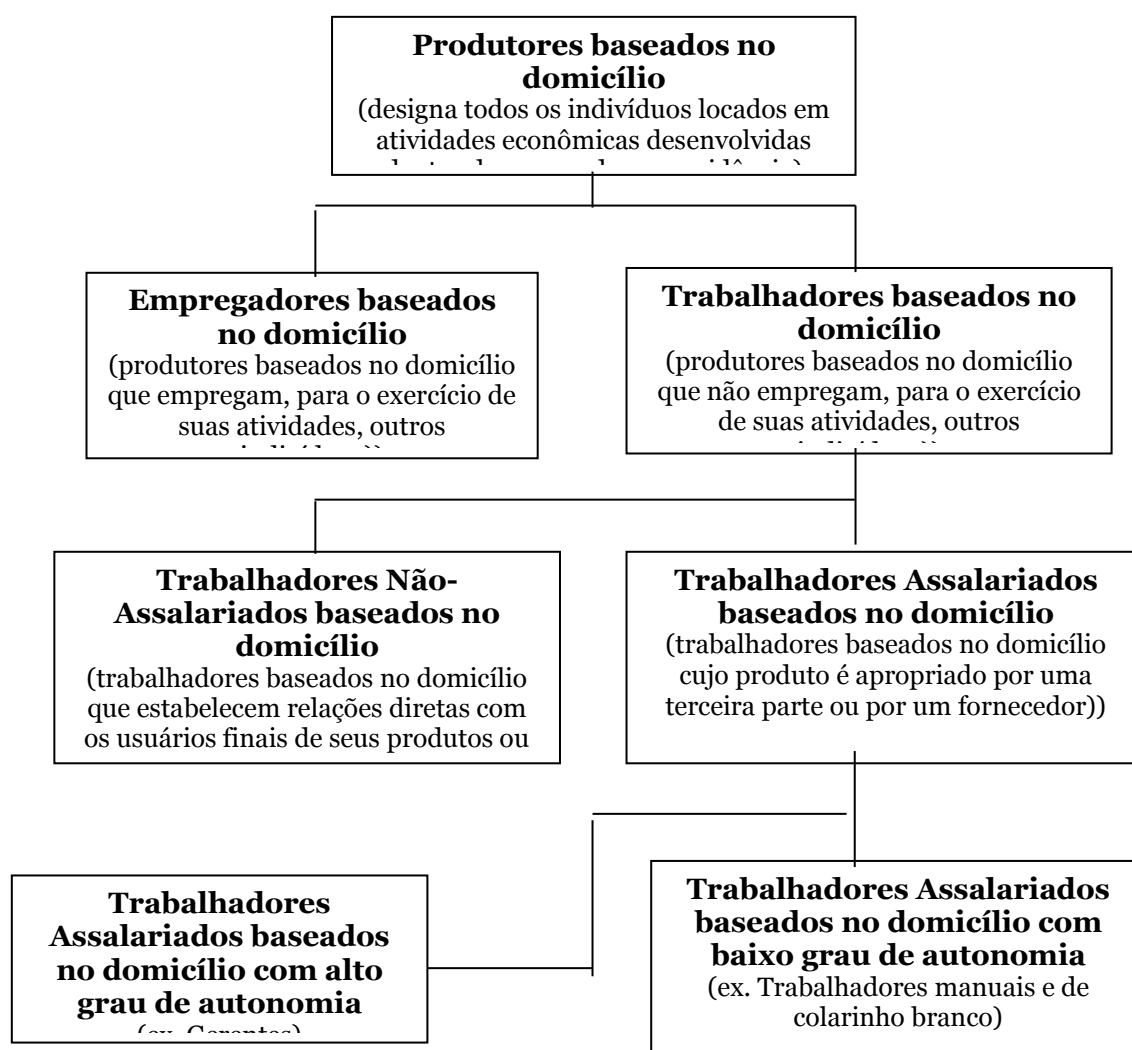 Produtores baseados no
domicílio
(designa todos os indivíduos locados em
atividades econômicas desenvolvidas
Empregadores baseados
no domicílio
(produtores baseados no domicílio
que empregam, para o exercício de
suas atividades, outros
Trabalhadores baseados no
domicílio
(produtores baseados no domicílio
que não empregam, para o exercício
de suas atividades, outros
Trabalhadores Não-
Assalariados baseados no
domicílio
(trabalhadores baseados no domicílio
que estabelecem relações diretas com
os usuários finais de seus produtos ou
Trabalhadores Assalariados
baseados no domicílio
(trabalhadores baseados no domicílio
cujo produto é apropriado por uma
terceira parte ou por um fornecedor))
Trabalhadores
Assalariados baseados
no domicílio com alto
grau de autonomia
(ex. Gerentes)
Trabalhadores Assalariados
baseados no domicílio com
baixo grau de autonomia
(ex. Trabalhadores manuais e de
colarinho branco)